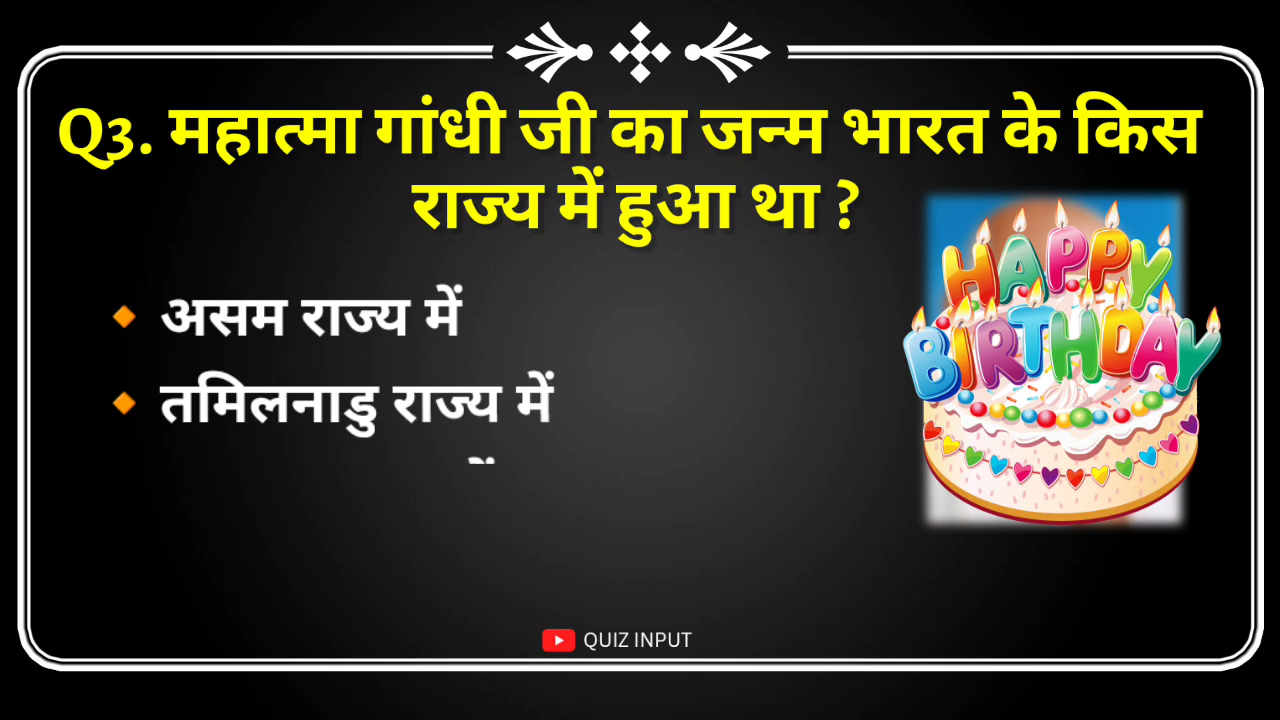 Q3. महात्मा गांधी जी का जन्म भारत के किस
राज्य में हुआ था ?
असम राज्य में
तमिलनाडु राज्य में
HAPPY
BIRTHDAY
QUIZ INPUT